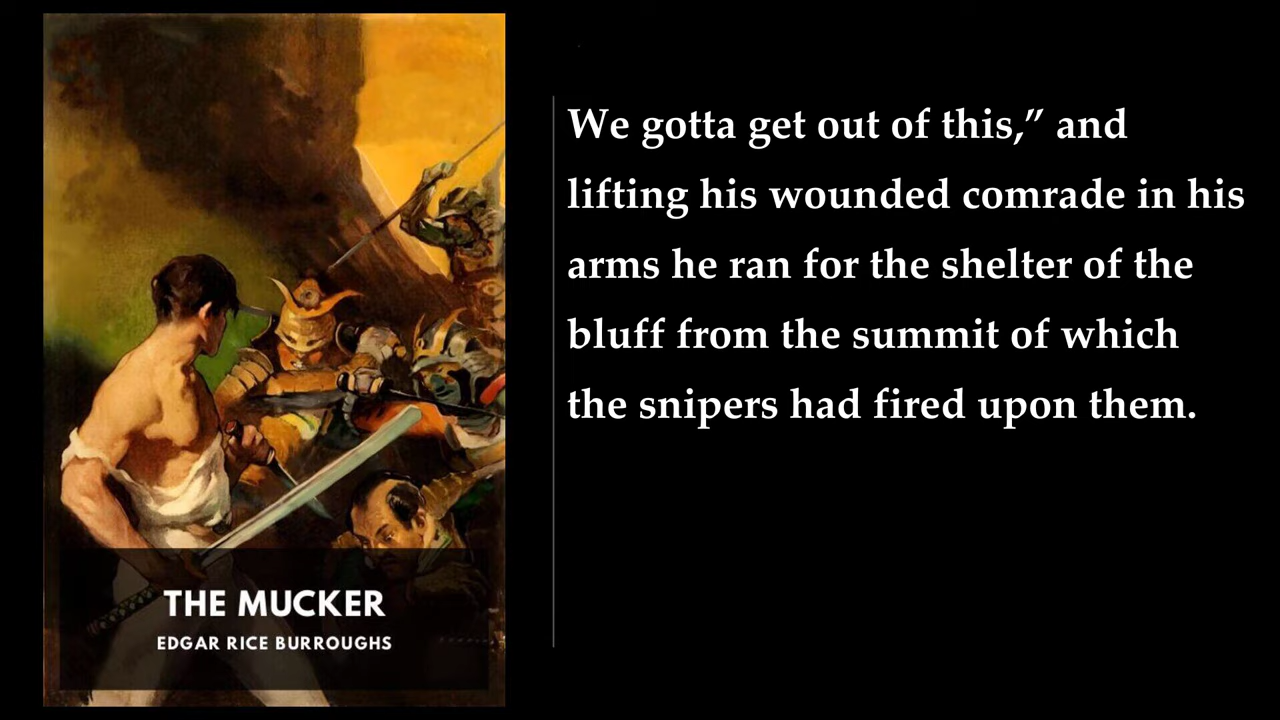 We gotta get out of this,” and
lifting his wounded comrade in his
arms he ran for the shelter of the
bluff from the summit of which
the snipers had fired upon them.
THE MUCKER
EDGAR RICE BURROUGHS